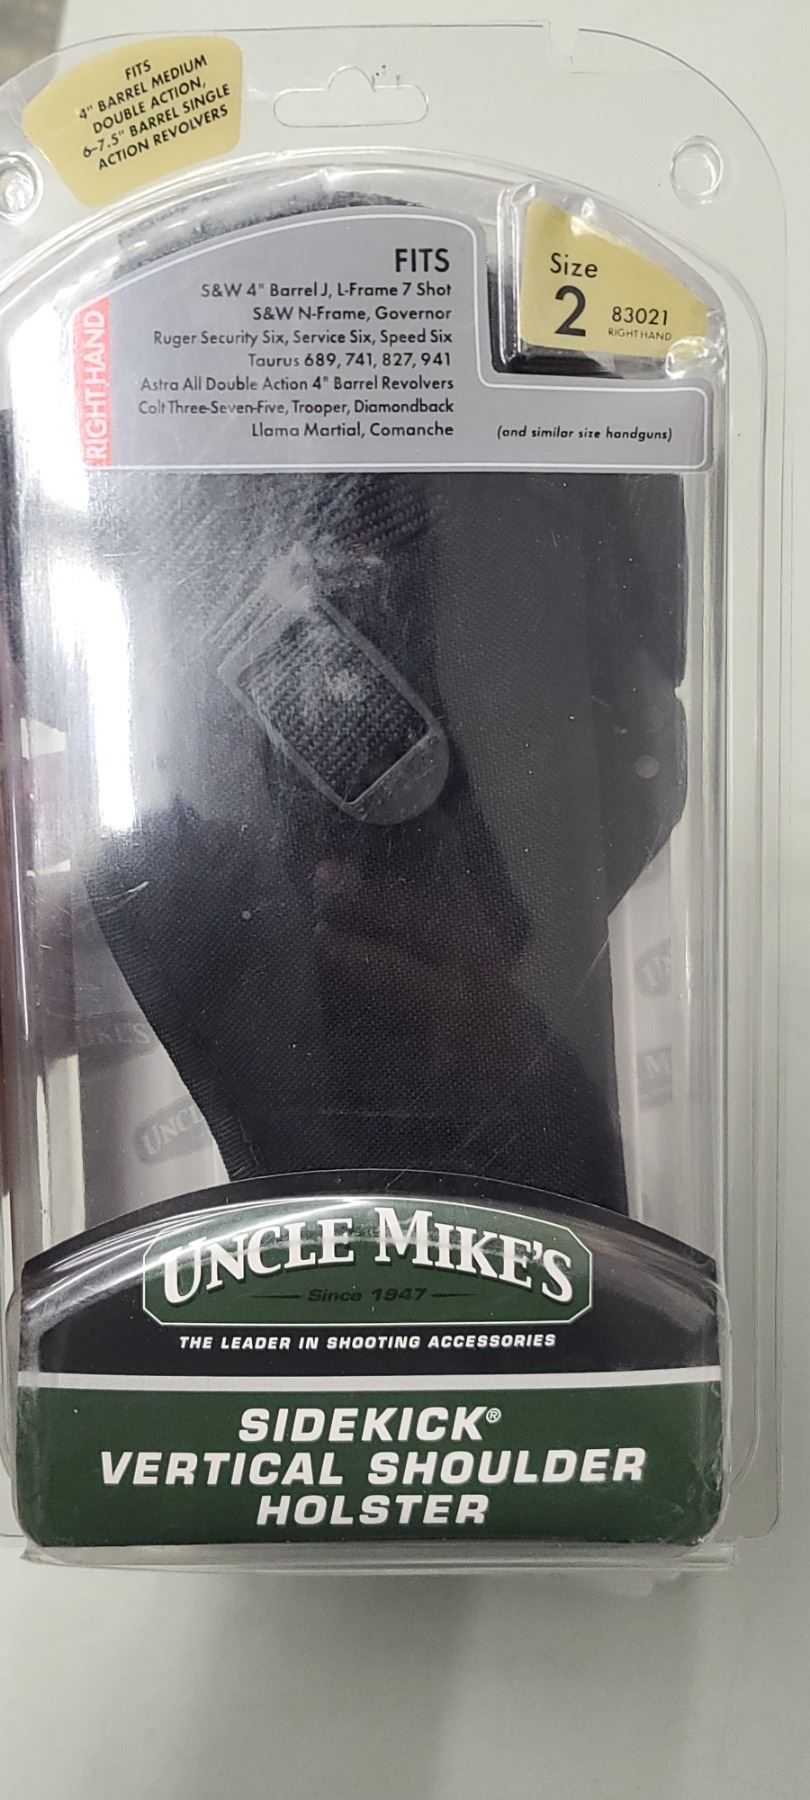 FITS
4" BARREL MEDIUM
DOUBLE ACTION,
6-7.5" BARREL SINGLE
ACTION REVOLVERS
RIGHT HAND
FITS
S&W 4" Barrel J, L-Frame 7 Shot
S&W N-Frame, Governor
Ruger Security Six, Service Six, Speed Six
Taurus 689, 741, 827, 941
Astra All Double Action 4" Barrel Revolvers
Colt Three-Seven-Five, Trooper, Diamondback
Llama Martial, Comanche
(and similar size handguns)
Size
2 83021
RIGHT HAND
UNCLE MIKE'S
Since 1947
THE LEADER IN SHOOTING ACCESSORIES
SIDEKICK®
VERTICAL SHOULDER
HOLSTER